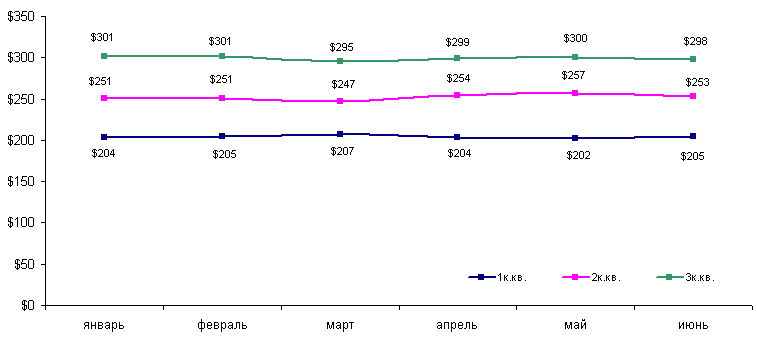 $350
$300
$250
$200
$150
$100
$50
$0
$301 $301 $295 $299 $300 $298
$251 $251 $247 $254 $257 $253
$204 $205 $207 $204 $202 $205
1к.кв. 2к.кв. 3к.кв.
январь февраль март апрель май июнь